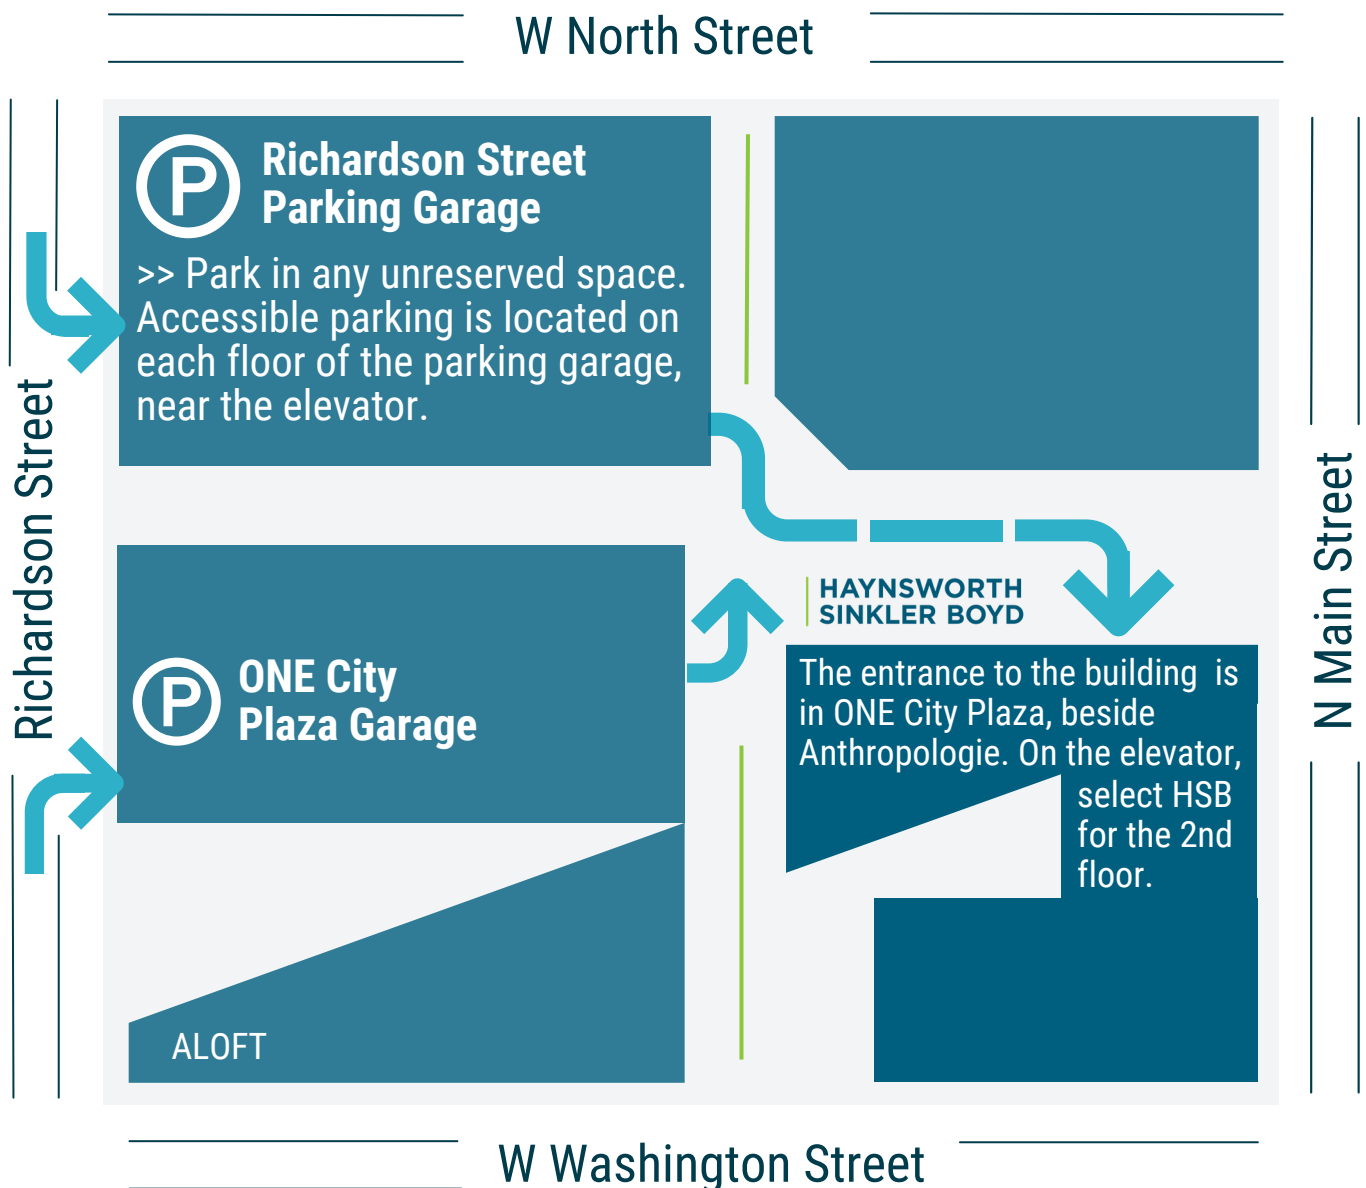 W North Street
P
Richardson Street
Parking Garage
>> Park in any unreserved space.
Accessible parking is located on
each floor of the parking garage,
near the elevator.
Richardson Street
N Main Street
HAYNSWORTH
SINKLER BOYD
P
ONE City
Plaza Garage
The entrance to the building is
in ONE City Plaza, beside
Anthropologie. On the elevator,
select HSB
for the 2nd
floor.
ALOFT
W Washington Street